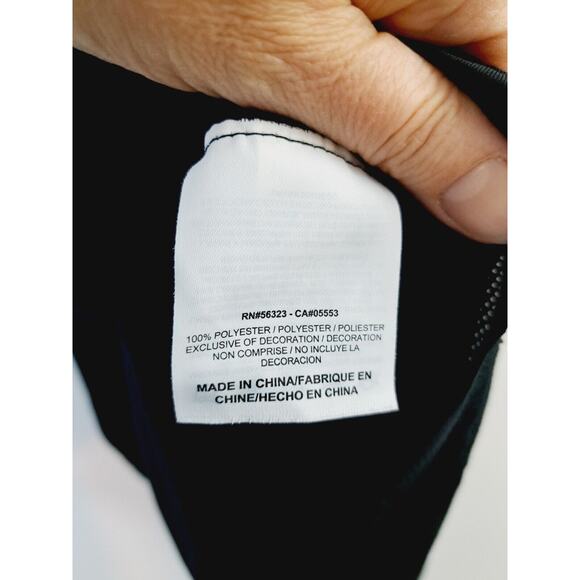 RN#56323 - CA#05553
100% POLYESTER / POLYESTER / POLIESTER
EXCLUSIVE OF DECORATION / DECORATION
NON COMPRISE / NO INCLUYE LA
DECORACION
MADE IN CHINA/FABRIQUE EN
CHINE/HECHO EN CHINA